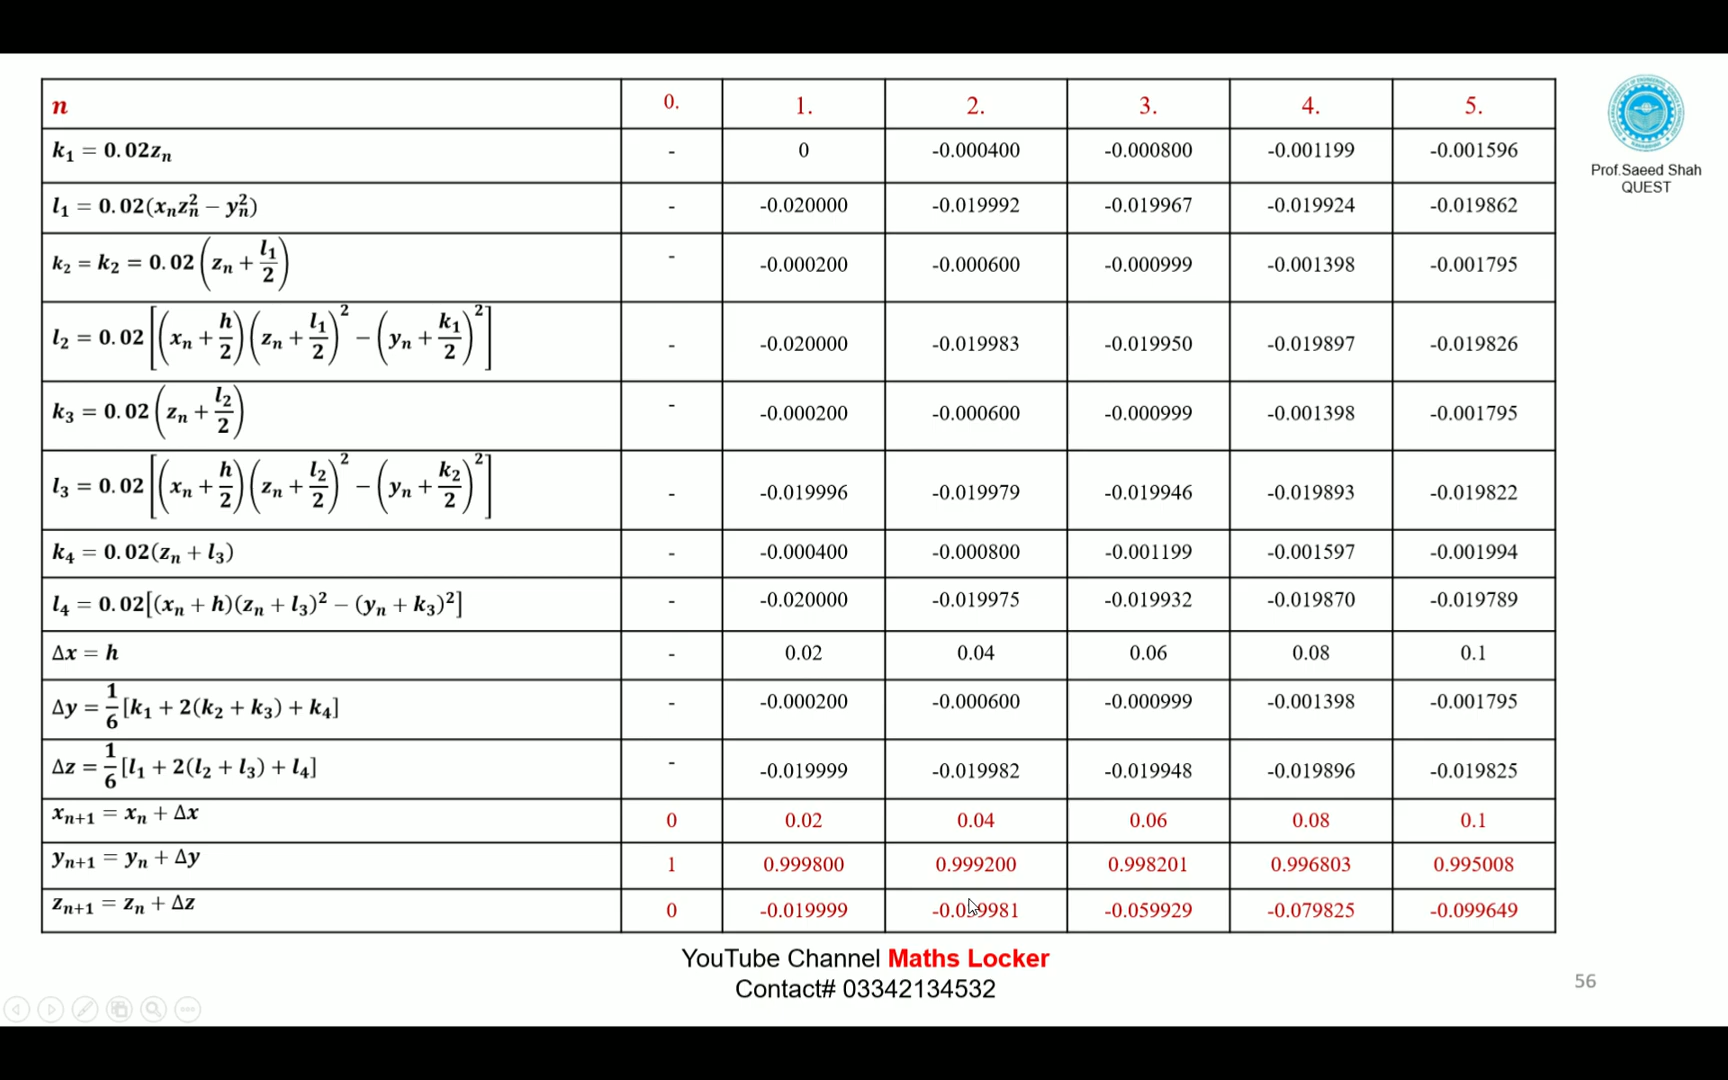 n 0. 1. 2. 3. 4. 5.
k₁ = 0.02zₙ - 0 -0.000400 -0.000800 -0.001199 -0.001596
l₁ = 0.02(xₙzₙ² − yₙ²) - -0.020000 -0.019992 -0.019967 -0.019924 -0.019862
k₂ = k₂ = 0.02(zₙ + l₁/2) - -0.000200 -0.000600 -0.000999 -0.001398 -0.001795
l₂ = 0.02[(xₙ + h/2)(zₙ + l₁/2)² − (yₙ + k₁/2)²] - -0.020000 -0.019983 -0.019950 -0.019897 -0.019826
k₃ = 0.02(zₙ + l₂/2) - -0.000200 -0.000600 -0.000999 -0.001398 -0.001795
l₃ = 0.02[(xₙ + h/2)(zₙ + l₂/2)² − (yₙ + k₂/2)²] - -0.019996 -0.019979 -0.019946 -0.019893 -0.019822
k₄ = 0.02(zₙ + l₃) - -0.000400 -0.000800 -0.001199 -0.001597 -0.001994
l₄ = 0.02[(xₙ + h)(zₙ + l₃)² − (yₙ + k₃)²] - -0.020000 -0.019975 -0.019932 -0.019870 -0.019789
Δx = h - 0.02 0.04 0.06 0.08 0.1
Δy = 1/6[k₁ + 2(k₂ + k₃) + k₄] - -0.000200 -0.000600 -0.000999 -0.001398 -0.001795
Δz = 1/6[l₁ + 2(l₂ + l₃) + l₄] - -0.019999 -0.019982 -0.019948 -0.019896 -0.019825
xₙ₊₁ = xₙ + Δx 0 0.02 0.04 0.06 0.08 0.1
yₙ₊₁ = yₙ + Δy 1 0.999800 0.999200 0.998201 0.996803 0.995008
zₙ₊₁ = zₙ + Δz 0 -0.019999 -0.039981 -0.059929 -0.079825 -0.099649
Prof.Saeed Shah
QUEST
YouTube Channel Maths Locker
Contact# 03342134532
56